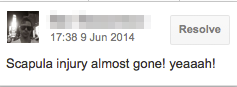 17:38 9 Jun 2014
Resolve
Scapula injury almost gone! yeaaah!